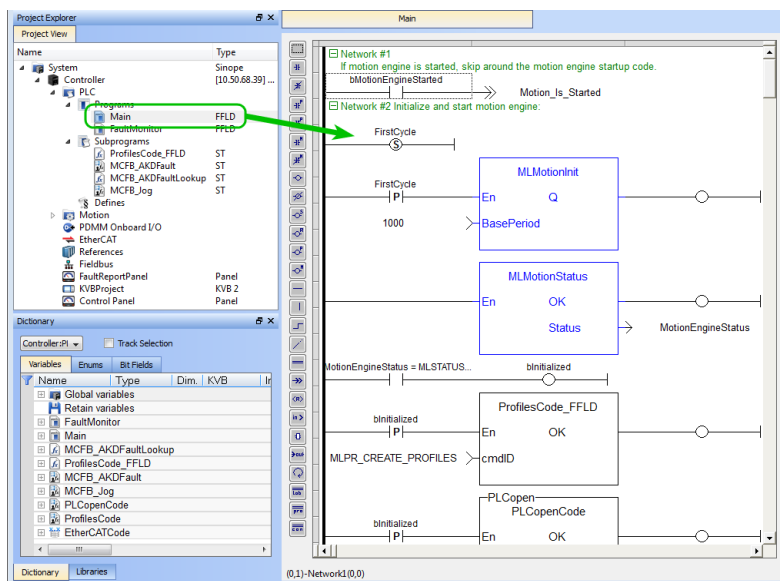 Project Explorer
Project View
Name Type
System Sinope
Controller [10.50.68.39] ...
PLC
Programs
Main FFLD
FaultMonitor FFLD
Subprograms
ProfilesCode_FFLD ST
MCFB_AKDFault ST
MCFB_AKDFaultLookup ST
MCFB_Jog ST
Defines
Motion
PDMM Onboard I/O
EtherCAT
References
Fieldbus
FaultReportPanel Panel
KVBProject KVB 2
Control Panel Panel
Dictionary
Controller:Pl Track Selection
Variables Enums Bit Fields
Name Type Dim. KVB
Global variables
Retain variables
FaultMonitor
Main
MCFB_AKDFaultLookup
ProfilesCode_FFLD
MCFB_AKDFault
MCFB_Jog
PLCopenCode
ProfilesCode
EtherCATCode
Dictionary Libraries
Main
Network #1
If motion engine is started, skip around the motion engine startup code.
bMotionEngineStarted
Motion_Is_Started
Network #2 Initialize and start motion engine:
FirstCycle
S
MLMotionInit
FirstCycle
P En Q
1000 BasePeriod
MLMotionStatus
En OK
Status MotionEngineStatus
MotionEngineStatus = MLSTATUS... bInitialized
ProfilesCode_FFLD
bInitialized
P En OK
MLPR_CREATE_PROFILES cmdID
PLCopen
PLCopenCode
bInitialized
P En OK
(0,1)-Network1(0,0)